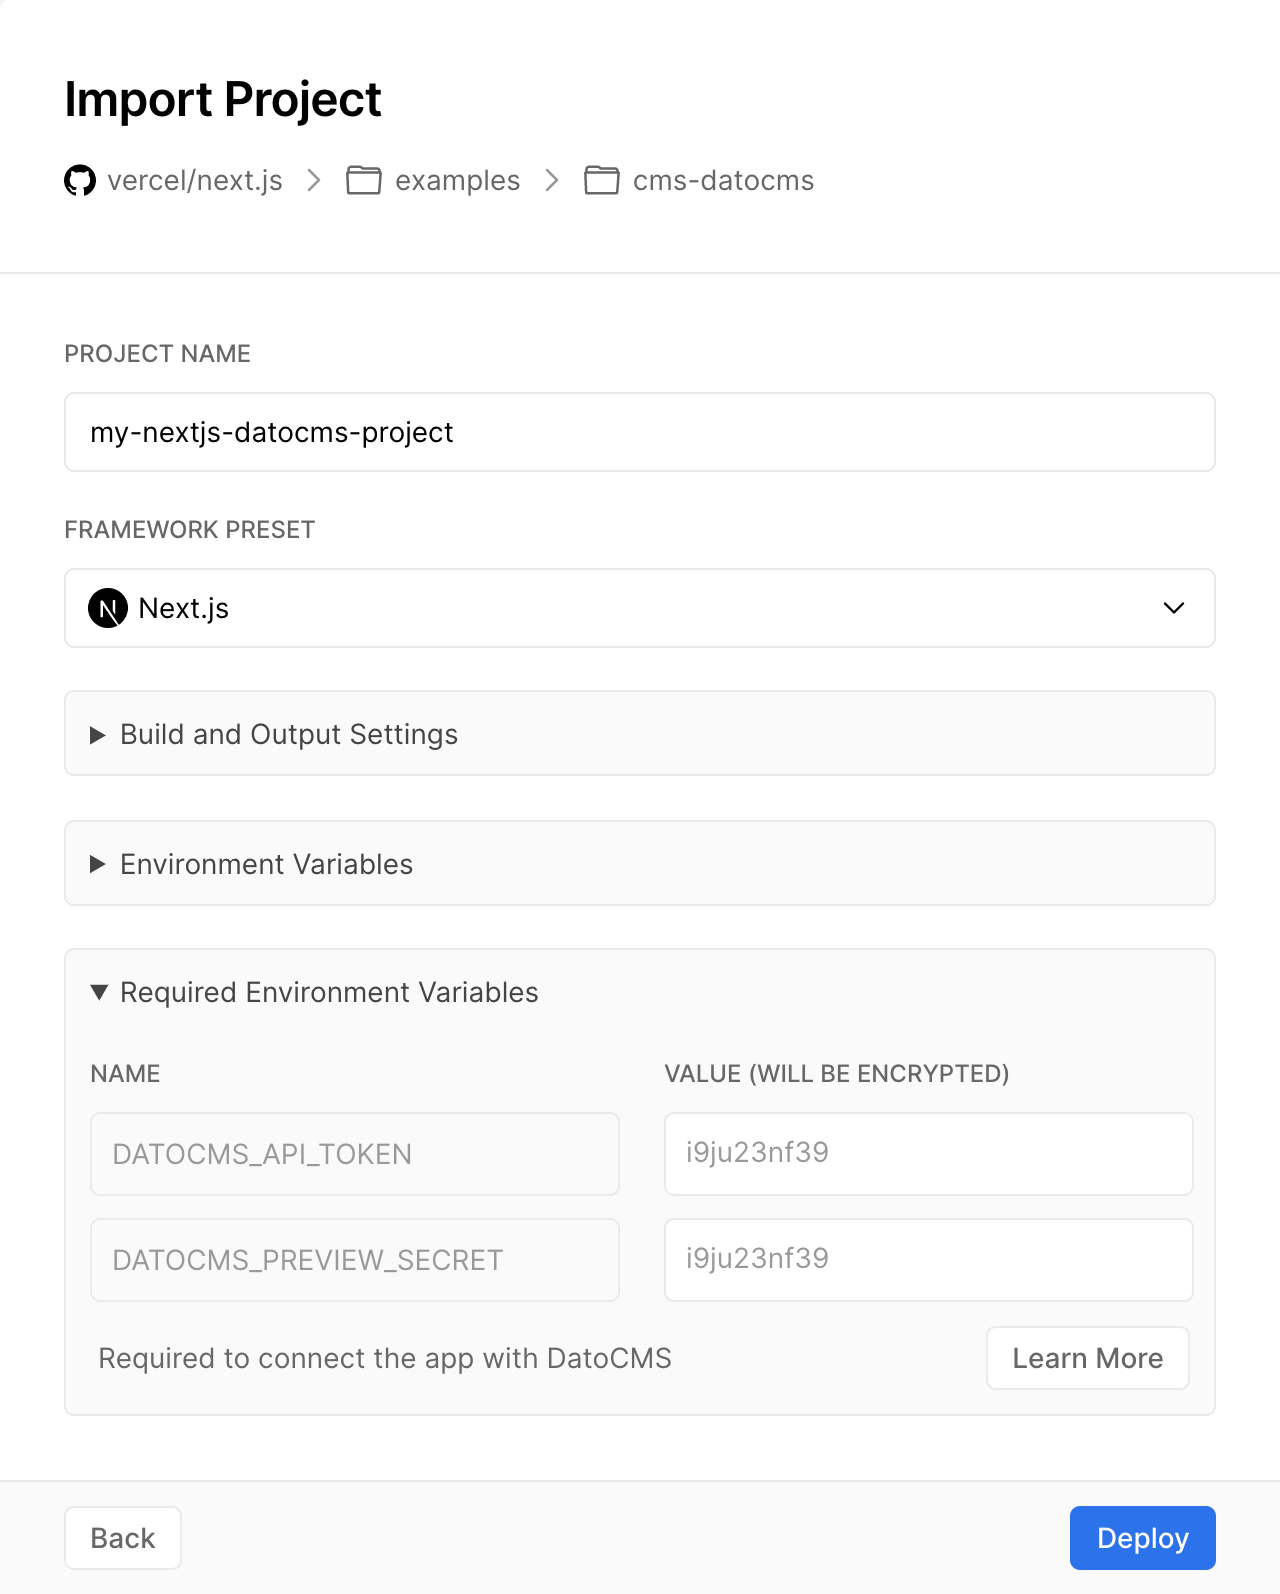 Import Project
vercel/next.js > examples > cms-datocms
PROJECT NAME
my-nextjs-datocms-project
FRAMEWORK PRESET
N Next.js
Build and Output Settings
Environment Variables
Required Environment Variables
NAME VALUE (WILL BE ENCRYPTED)
DATOCMS_API_TOKEN i9ju23nf39
DATOCMS_PREVIEW_SECRET i9ju23nf39
Required to connect the app with DatoCMS Learn More
Back Deploy